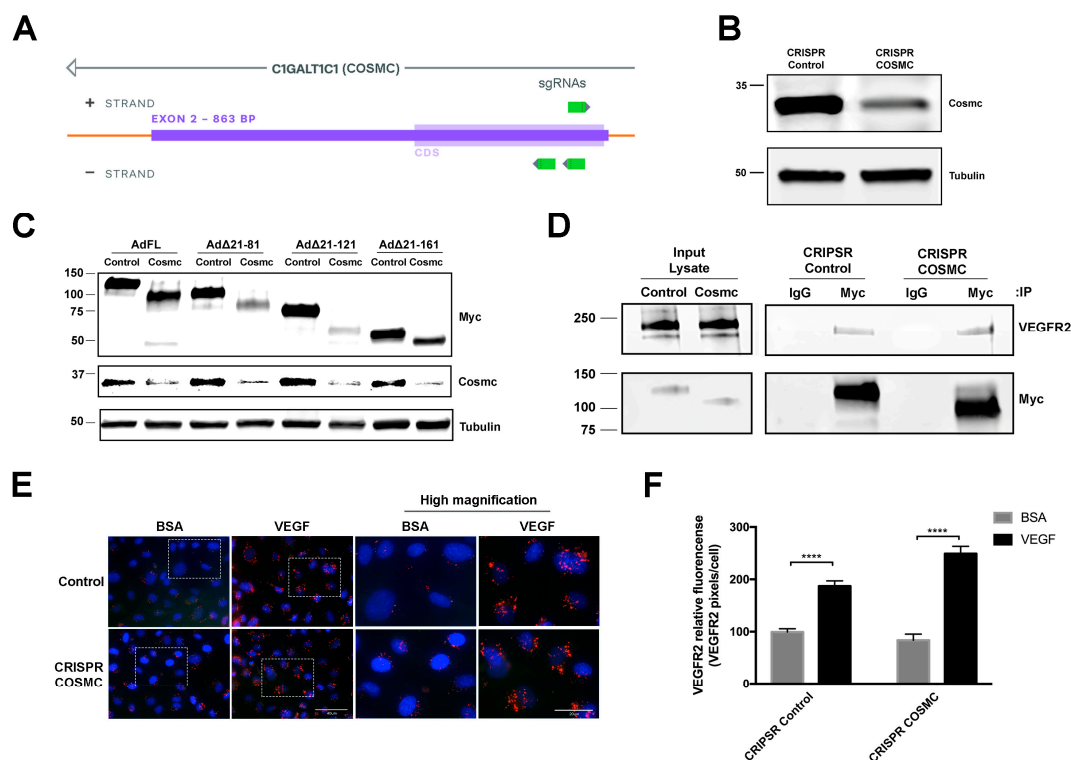 A
C1GALT1C1 (COSMC)
sgRNAs
+ STRAND
EXON 2 – 863 BP
CDS
– STRAND
B
CRISPR Control
CRISPR COSMC
35
Cosmc
50
Tubulin
C
AdFL
AdΔ21-81
AdΔ21-121
AdΔ21-161
Control Cosmc Control Cosmc Control Cosmc Control Cosmc
150
100
75
50
Myc
37
Cosmc
50
Tubulin
D
Input Lysate
CRIPSR Control
CRISPR COSMC
Control Cosmc
IgG Myc IgG Myc :IP
250
VEGFR2
150
100
75
Myc
E
High magnification
BSA VEGF BSA VEGF
Control
CRISPR COSMC
F
BSA
VEGF
VEGFR2 relative fluorescense
(VEGFR2 pixels/cell)
300
200
100
0
****
****
CRIPSR Control
CRISPR COSMC